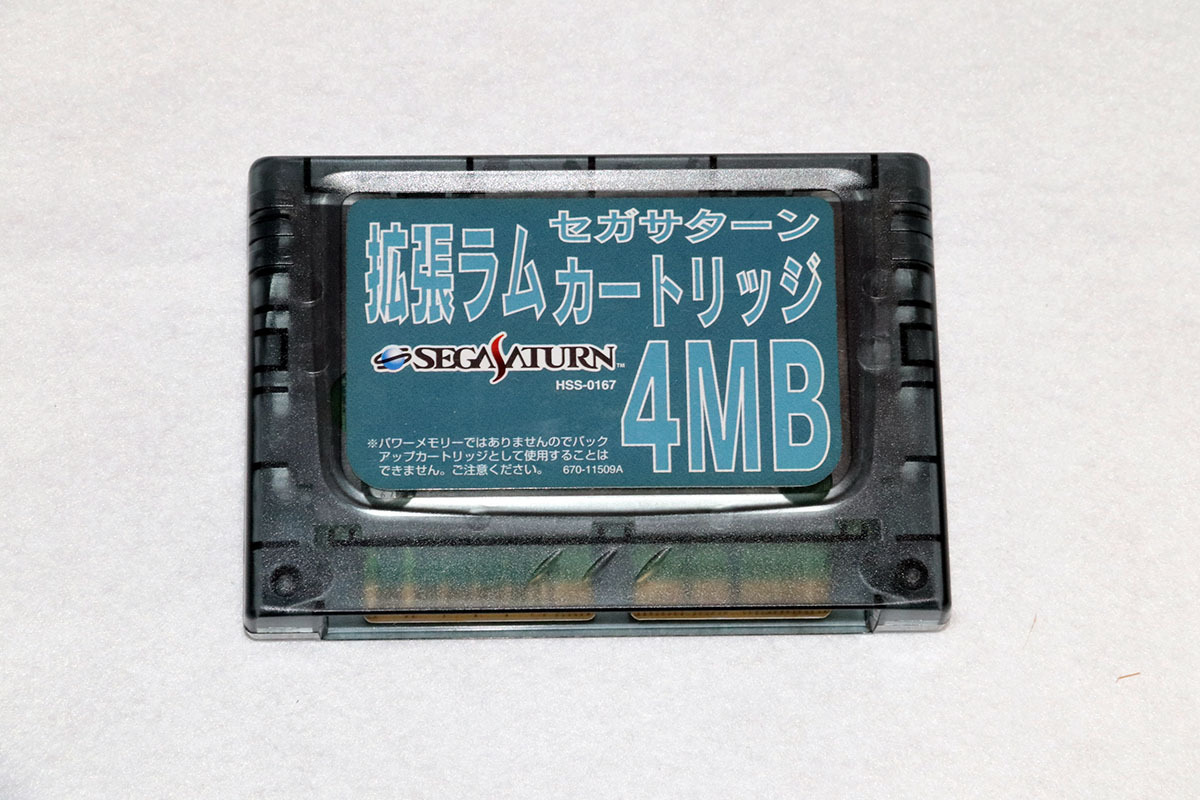 セガサターン
拡張ラムカートリッジ
SEGA SATURN™
HSS-0167
4MB
※パワーメモリーではありませんのでバック
アップカートリッジとして使用することは
できません。ご注意ください。 670-11509A